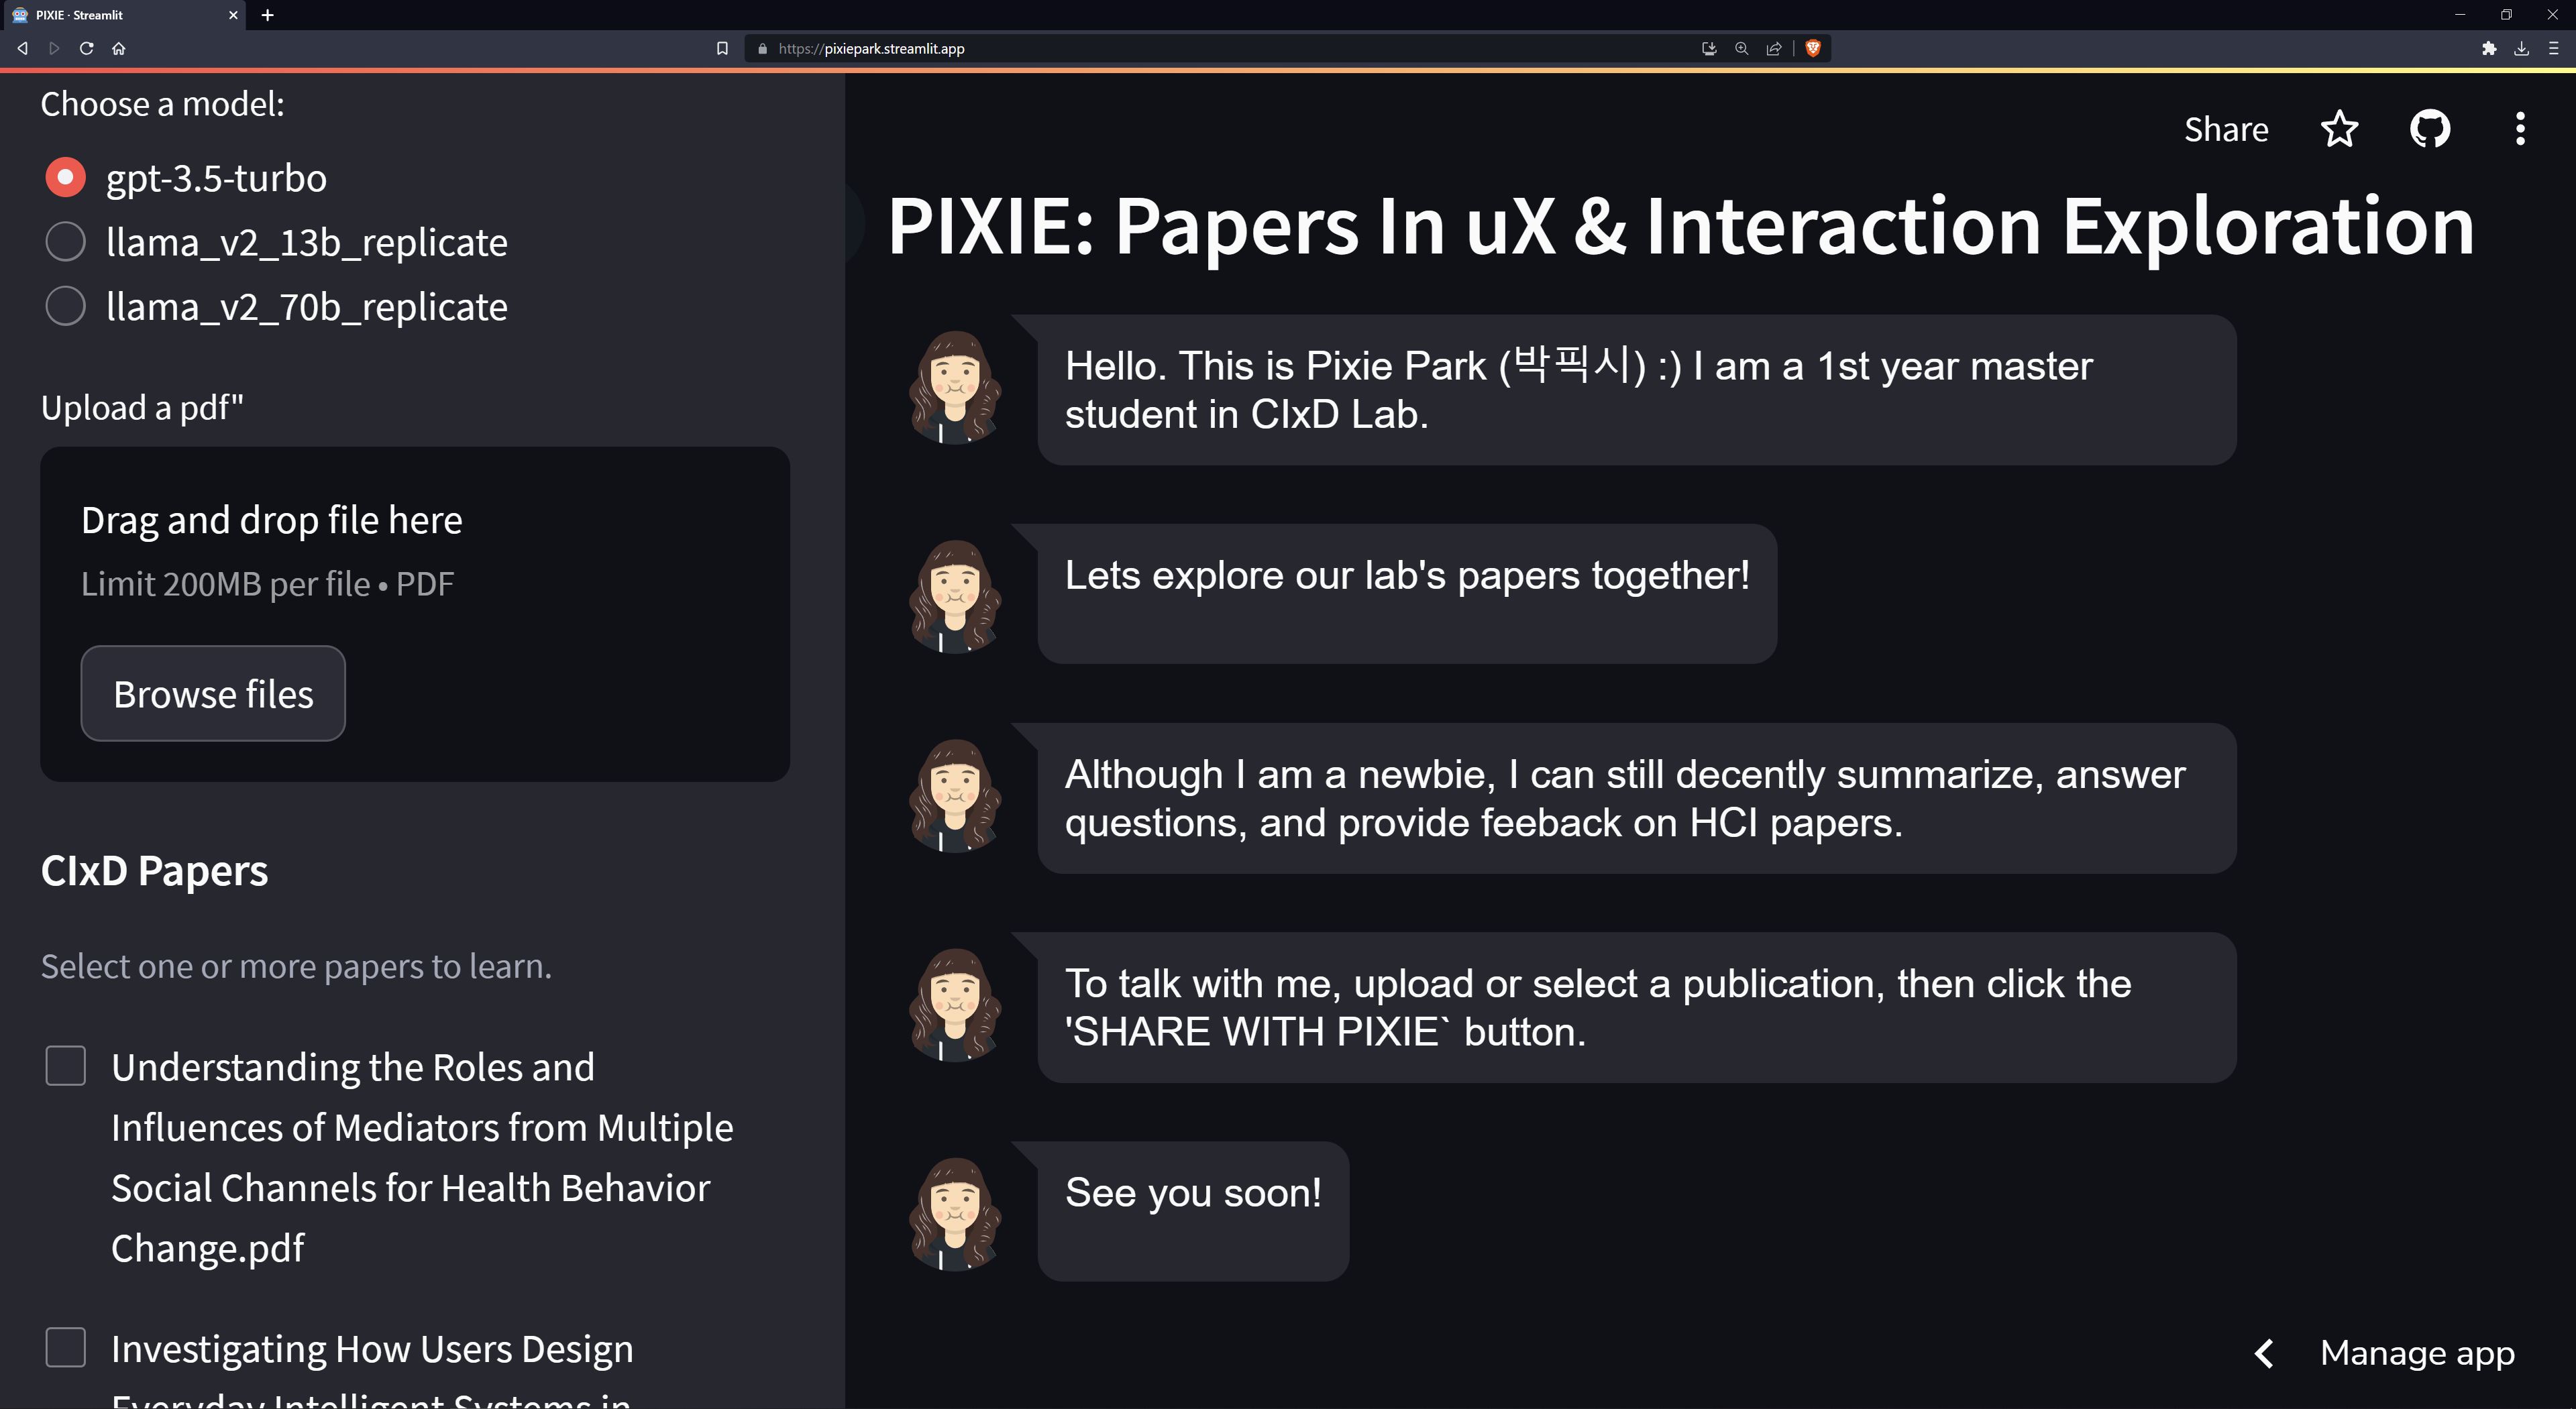 PIXIE · Streamlit
https://pixiepark.streamlit.app
Choose a model:
gpt-3.5-turbo
llama_v2_13b_replicate
llama_v2_70b_replicate
Upload a pdf"
Drag and drop file here
Limit 200MB per file • PDF
Browse files
CIxD Papers
Select one or more papers to learn.
Understanding the Roles and
Influences of Mediators from Multiple
Social Channels for Health Behavior
Change.pdf
Investigating How Users Design
Everyday Intelligent Systems in
Share
PIXIE: Papers In uX & Interaction Exploration
Hello. This is Pixie Park (박픽시) :) I am a 1st year master
student in CIxD Lab.
Lets explore our lab's papers together!
Although I am a newbie, I can still decently summarize, answer
questions, and provide feeback on HCI papers.
To talk with me, upload or select a publication, then click the
'SHARE WITH PIXIE` button.
See you soon!
Manage app